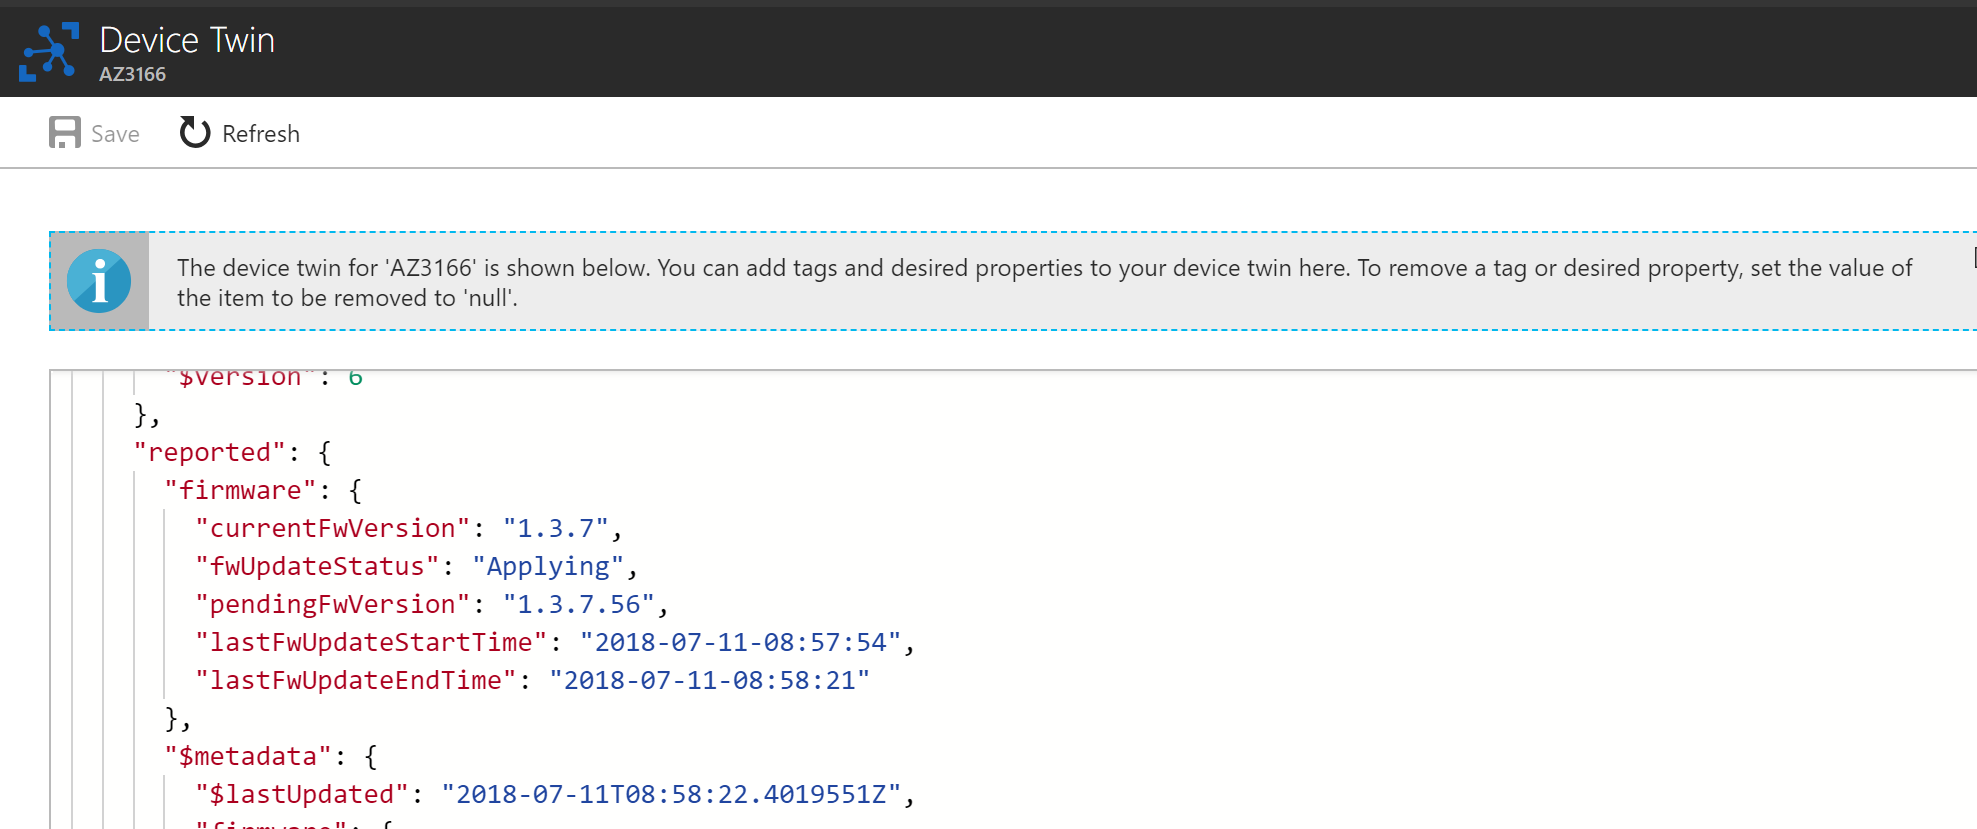 Device Twin
AZ3166
Save
Refresh
The device twin for 'AZ3166' is shown below. You can add tags and desired properties to your device twin here. To remove a tag or desired property, set the value of
the item to be removed to 'null'.
"$version": 6
},
"reported": {
"firmware": {
"currentFwVersion": "1.3.7",
"fwUpdateStatus": "Applying",
"pendingFwVersion": "1.3.7.56",
"lastFwUpdateStartTime": "2018-07-11-08:57:54",
"lastFwUpdateEndTime": "2018-07-11-08:58:21"
},
"$metadata": {
"$lastUpdated": "2018-07-11T08:58:22.4019551Z",
"firmware": {